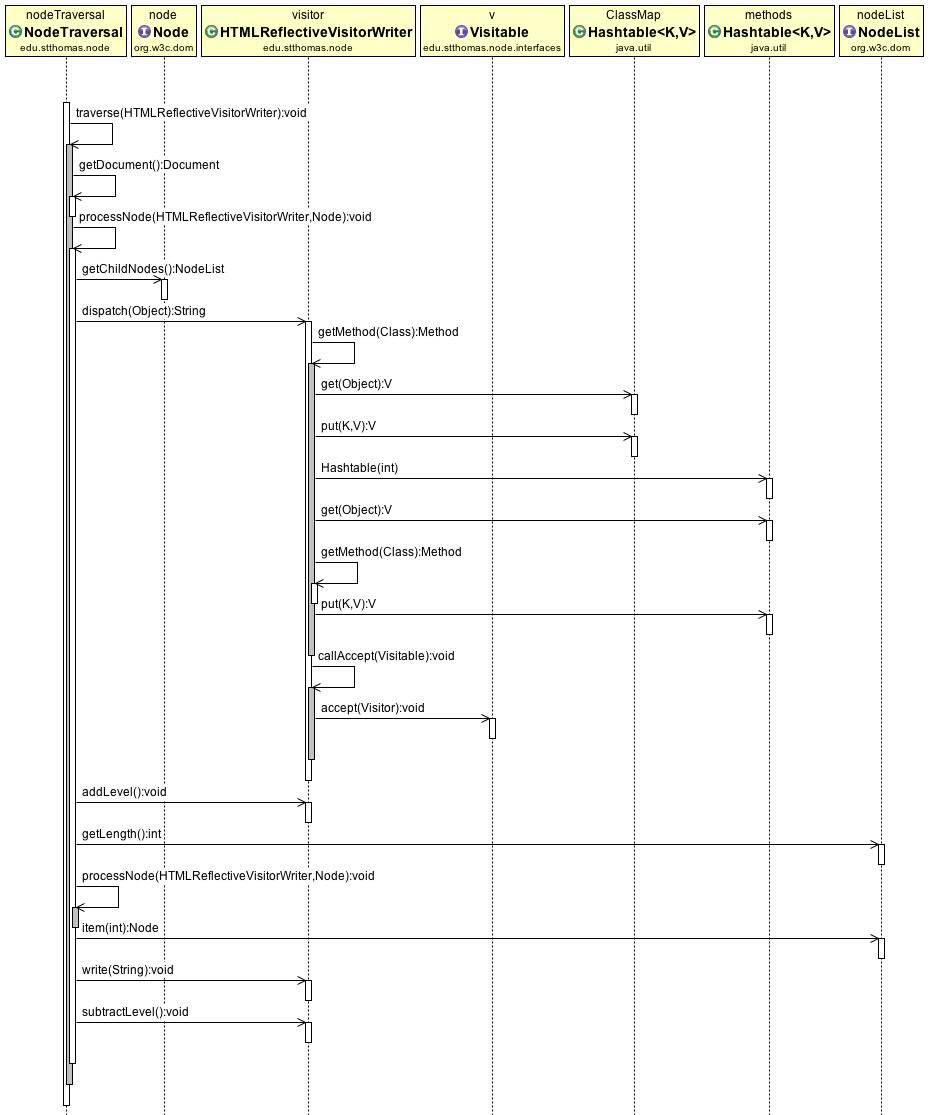 nodeTraversal
C NodeTraversal
edu.stthomas.node
node
I Node
org.w3c.dom
visitor
C HTMLReflectiveVisitorWriter
edu.stthomas.node
v
I Visitable
edu.stthomas.node.interfaces
ClassMap
C Hashtable<K,V>
java.util
methods
C Hashtable<K,V>
java.util
nodeList
I NodeList
org.w3c.dom
traverse(HTMLReflectiveVisitorWriter):void
getDocument():Document
processNode(HTMLReflectiveVisitorWriter,Node):void
getChildNodes():NodeList
dispatch(Object):String
getMethod(Class):Method
get(Object):V
put(K,V):V
Hashtable(int)
get(Object):V
getMethod(Class):Method
put(K,V):V
callAccept(Visitable):void
accept(Visitor):void
addLevel():void
getLength():int
processNode(HTMLReflectiveVisitorWriter,Node):void
item(int):Node
write(String):void
subtractLevel():void